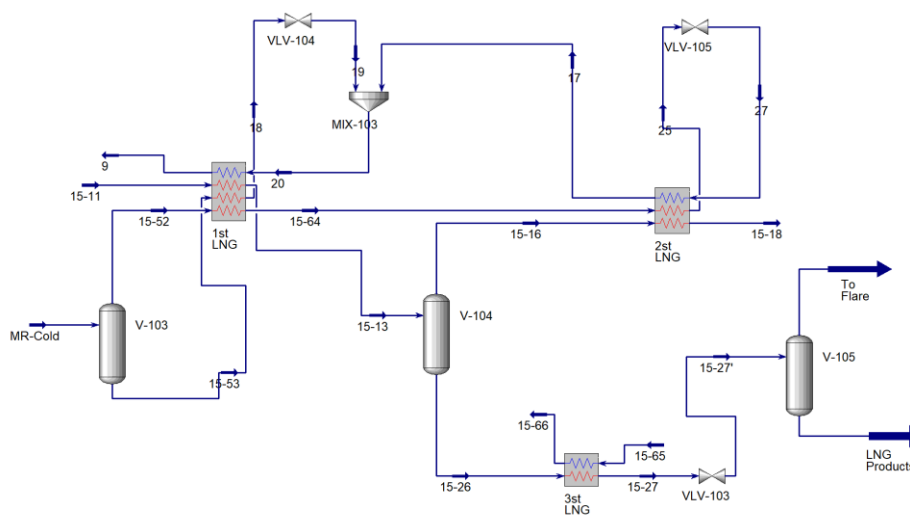 VLV-104
VLV-105
19
17
27
MIX-103
18
25
9
20
15-11
15-52
15-64
15-16
15-18
1st
LNG
2st
LNG
To
Flare
V-103
V-104
V-105
MR-Cold
15-13
15-27'
15-53
15-66
15-65
LNG
Products
15-26
15-27
VLV-103
3st
LNG